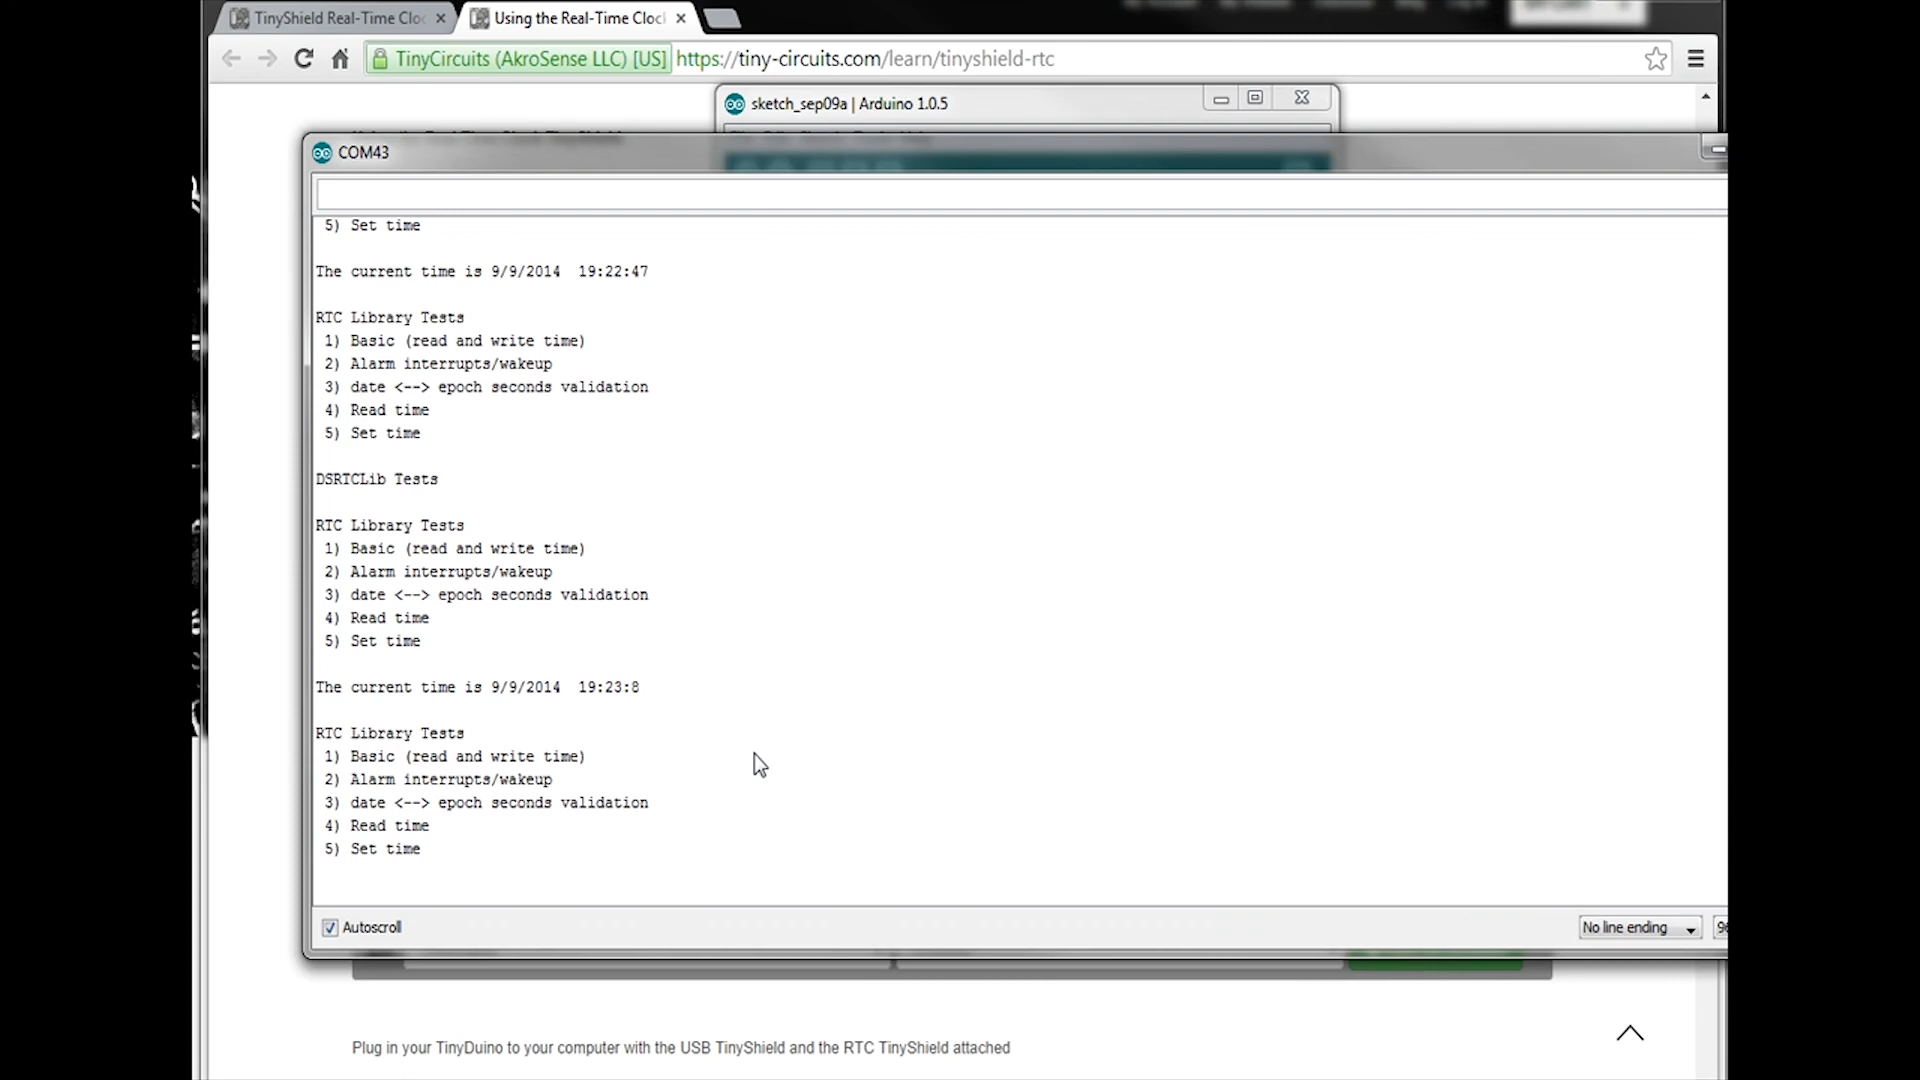 TinyShield Real-Time Cloc
Using the Real-Time Clock
TinyCircuits (AkroSense LLC) [US] https://tiny-circuits.com/learn/tinyshield-rtc
sketch_sep09a | Arduino 1.0.5
COM43
5) Set time
The current time is 9/9/2014  19:22:47
RTC Library Tests
1) Basic (read and write time)
2) Alarm interrupts/wakeup
3) date <--> epoch seconds validation
4) Read time
5) Set time
DSRTCLib Tests
RTC Library Tests
1) Basic (read and write time)
2) Alarm interrupts/wakeup
3) date <--> epoch seconds validation
4) Read time
5) Set time
The current time is 9/9/2014  19:23:8
RTC Library Tests
1) Basic (read and write time)
2) Alarm interrupts/wakeup
3) date <--> epoch seconds validation
4) Read time
5) Set time
Autoscroll
No line ending
96
Plug in your TinyDuino to your computer with the USB TinyShield and the RTC TinyShield attached